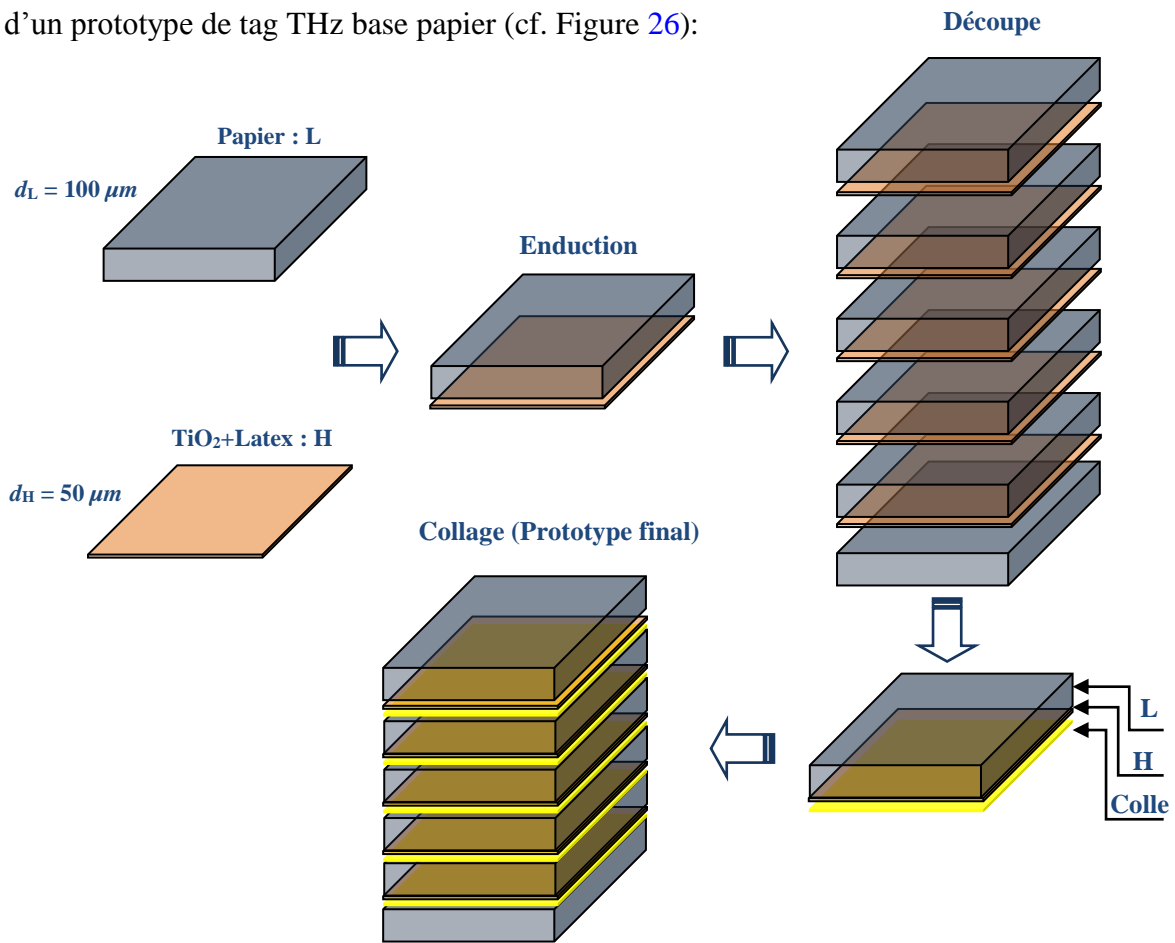 d’un prototype de tag THz base papier (cf. Figure 26):
Découpe
Papier : L
dL = 100 µm
Enduction
TiO2+Latex : H
dH = 50 µm
Collage (Prototype final)
L
H
Colle